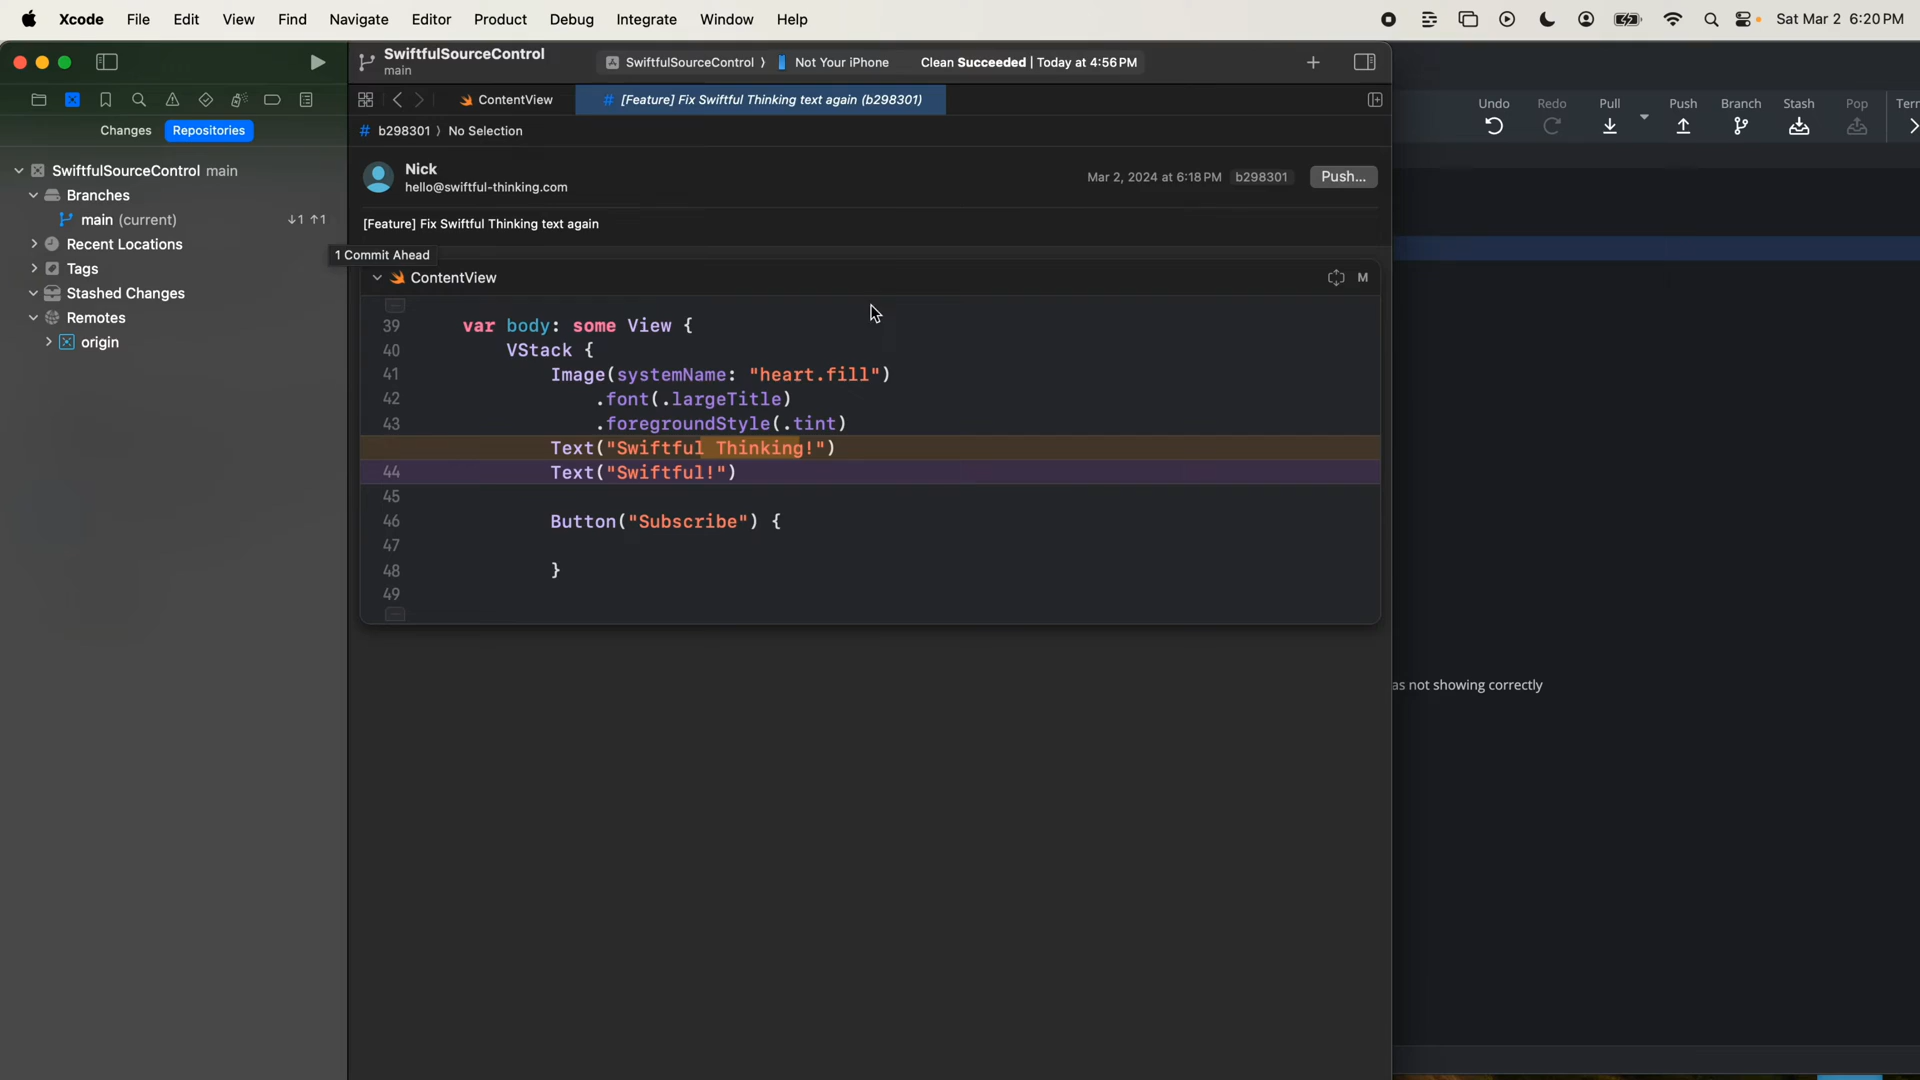 Xcode File Edit View Find Navigate Editor Product Debug Integrate Window Help Sat Mar 2 6:20 PM
SwiftfulSourceControl
main
SwiftfulSourceControl 〉 Not Your iPhone Clean Succeeded | Today at 4:56 PM
ContentView
[Feature] Fix Swiftful Thinking text again (b298301)
Changes Repositories
b298301 〉 No Selection
SwiftfulSourceControl main
Branches
main (current) ↓1 ↑1
Recent Locations
Tags
Stashed Changes
Remotes
origin
Nick
hello@swiftful-thinking.com
Mar 2, 2024 at 6:18 PM b298301 Push...
[Feature] Fix Swiftful Thinking text again
1 Commit Ahead
ContentView M
39 var body: some View {
40 VStack {
41 Image(systemName: "heart.fill")
42 .font(.largeTitle)
43 .foregroundStyle(.tint)
Text("Swiftful Thinking!")
44 Text("Swiftful!")
45
46 Button("Subscribe") {
47
48 }
49
Undo Redo Pull Push Branch Stash Pop
as not showing correctly